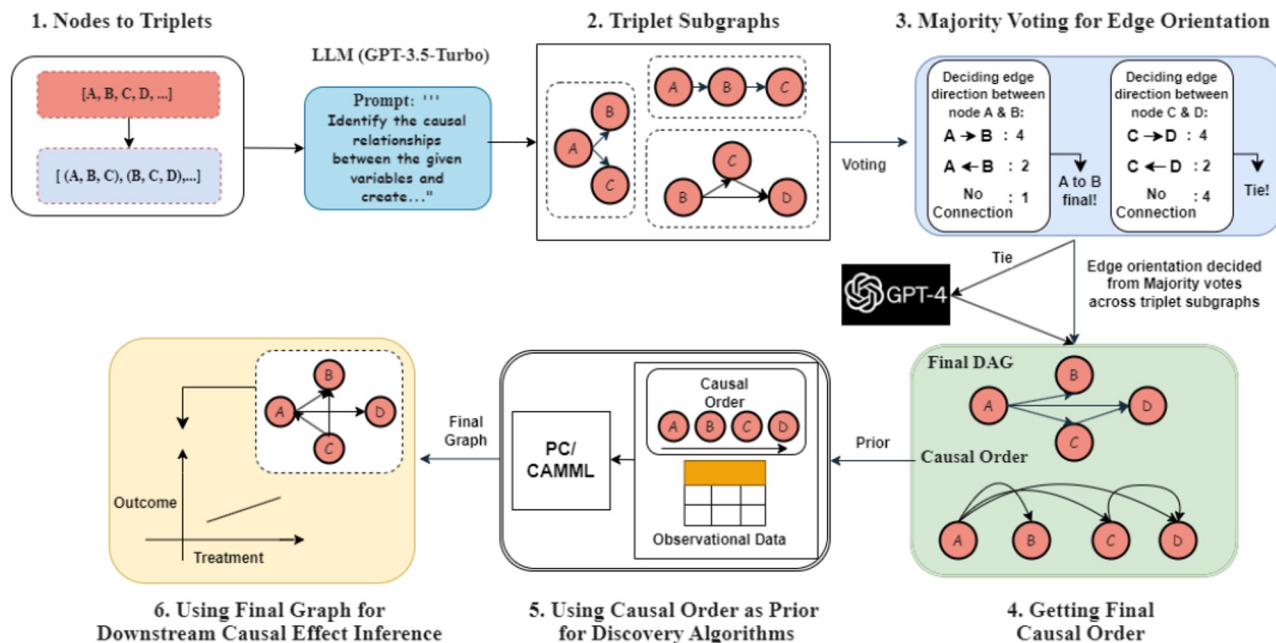 1. Nodes to Triplets
[A, B, C, D, ...]
[ (A, B, C), (B, C, D),...]
LLM (GPT-3.5-Turbo)
Prompt: '''
Identify the causal
relationships
between the given
variables and
create..."
2. Triplet Subgraphs
A
B
C
A
B
C
B
C
D
Voting
3. Majority Voting for Edge Orientation
Deciding edge
direction between
node A & B:
A → B : 4
A ← B : 2
No
Connection : 1
A to B
final!
Deciding edge
direction between
node C & D:
C → D : 4
C ← D : 2
No
Connection : 4
Tie!
Tie
GPT-4
Edge orientation decided
from Majority votes
across triplet subgraphs
Final DAG
A
B
C
D
Causal Order
A
B
C
D
4. Getting Final
Causal Order
Prior
Causal
Order
A
B
C
D
Observational Data
PC/
CAMML
5. Using Causal Order as Prior
for Discovery Algorithms
Final
Graph
A
B
C
D
Outcome
Treatment
6. Using Final Graph for
Downstream Causal Effect Inference